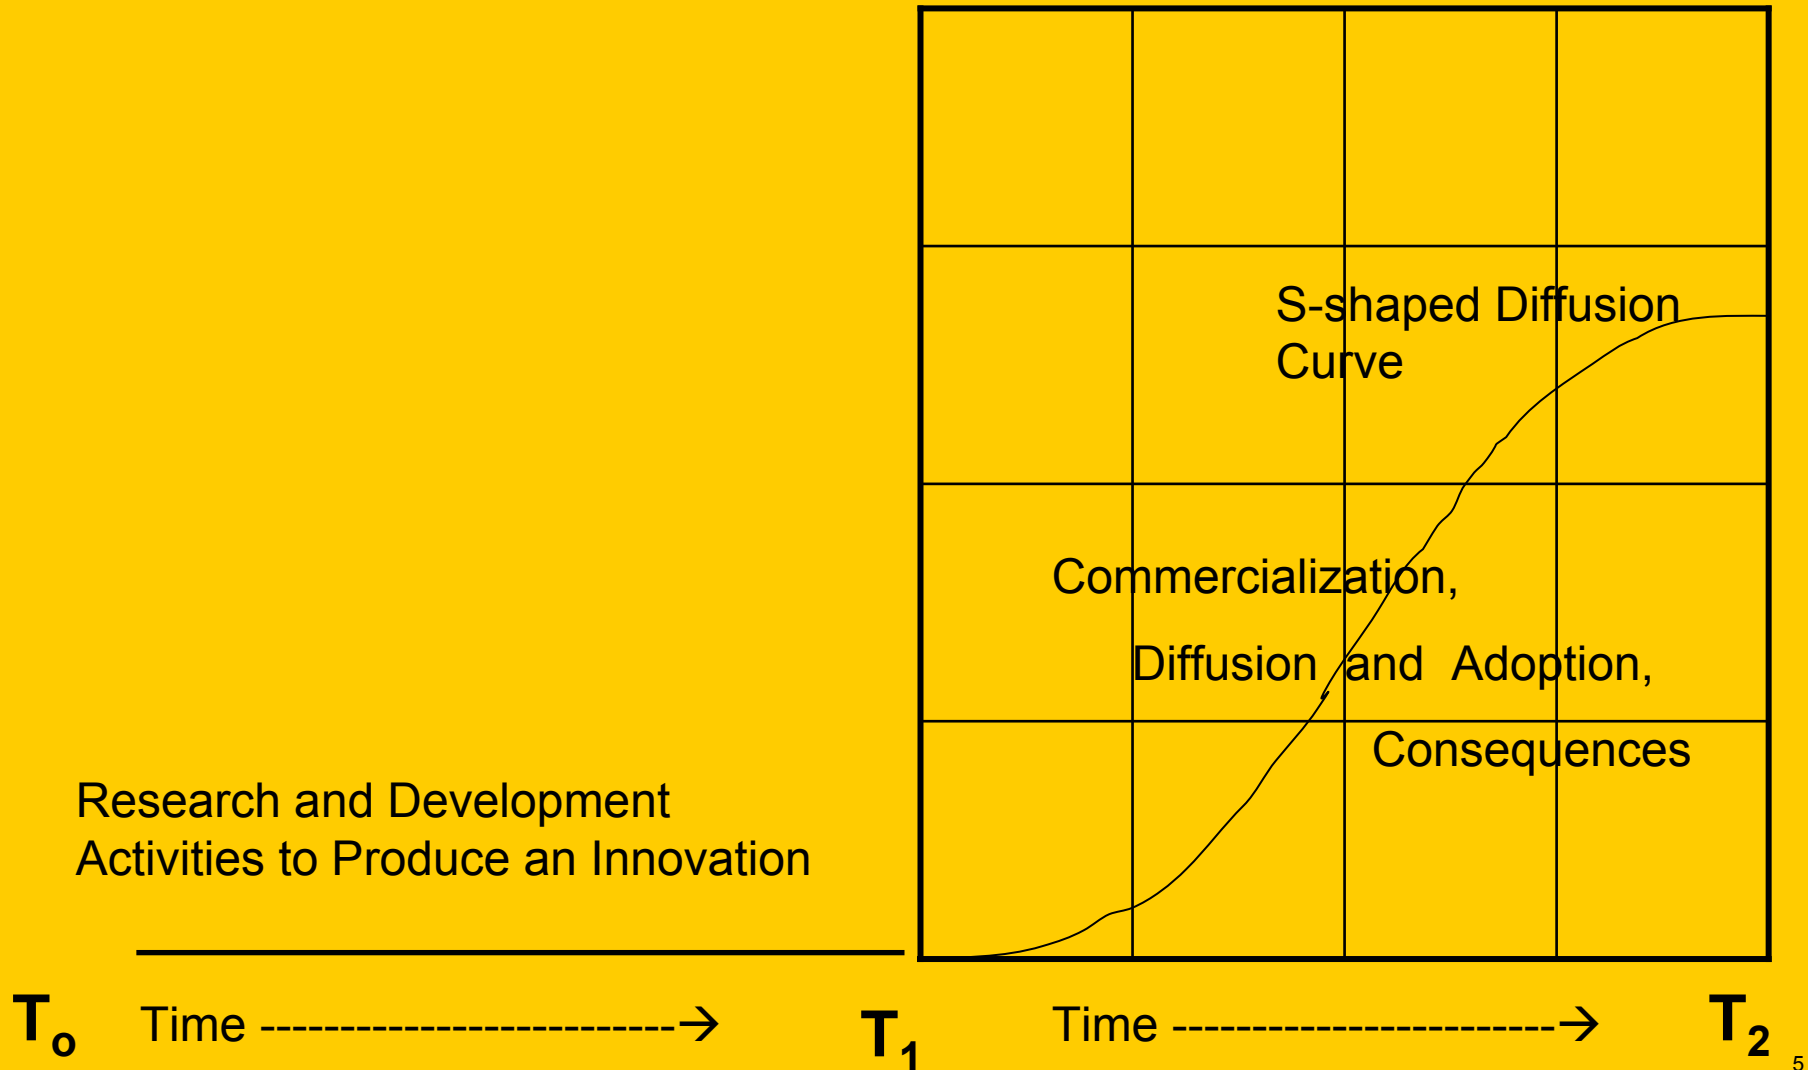 S-shaped Diffusion
Curve
Commercialization,
Diffusion and Adoption,
Consequences
Research and Development
Activities to Produce an Innovation
To Time --------------------------→ T1 Time ------------------------→ T2
5